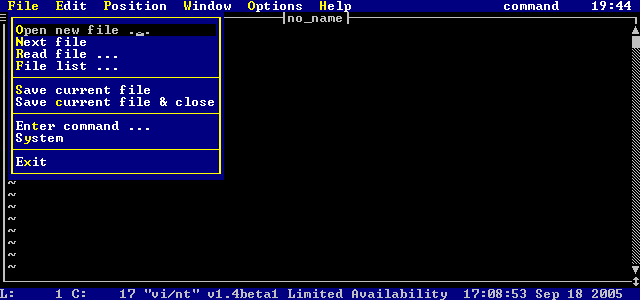 File Edit Position Window Options Help command 19:44
no_name
Open new file ...
Next file
Read file ...
File list ...
Save current file
Save current file & close
Enter command ...
System
Exit
~
~
~
~
~
~
~
~
L: 1 C: 17 "vi/nt" v1.4beta1 Limited Availability 17:08:53 Sep 18 2005